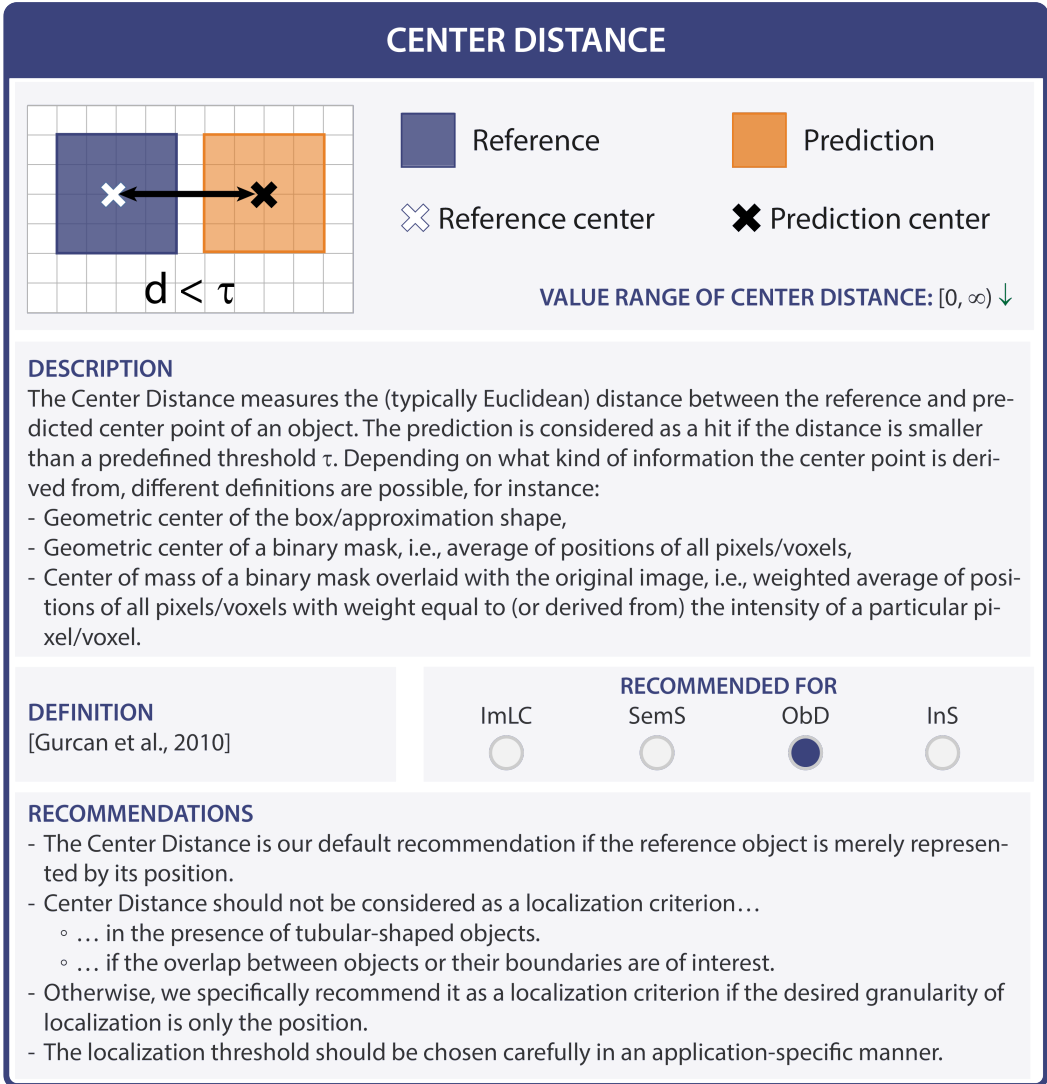 CENTER DISTANCE
d < τ
Reference
Prediction
Reference center
Prediction center
VALUE RANGE OF CENTER DISTANCE: [0, ∞) ↓
DESCRIPTION
The Center Distance measures the (typically Euclidean) distance between the reference and pre-
dicted center point of an object. The prediction is considered as a hit if the distance is smaller
than a predefined threshold τ. Depending on what kind of information the center point is deri-
ved from, different definitions are possible, for instance:
- Geometric center of the box/approximation shape,
- Geometric center of a binary mask, i.e., average of positions of all pixels/voxels,
- Center of mass of a binary mask overlaid with the original image, i.e., weighted average of posi-
tions of all pixels/voxels with weight equal to (or derived from) the intensity of a particular pi-
xel/voxel.
DEFINITION
[Gurcan et al., 2010]
RECOMMENDED FOR
ImLC SemS ObD InS
RECOMMENDATIONS
- The Center Distance is our default recommendation if the reference object is merely represen-
ted by its position.
- Center Distance should not be considered as a localization criterion…
◦ … in the presence of tubular-shaped objects.
◦ … if the overlap between objects or their boundaries are of interest.
- Otherwise, we specifically recommend it as a localization criterion if the desired granularity of
localization is only the position.
- The localization threshold should be chosen carefully in an application-specific manner.